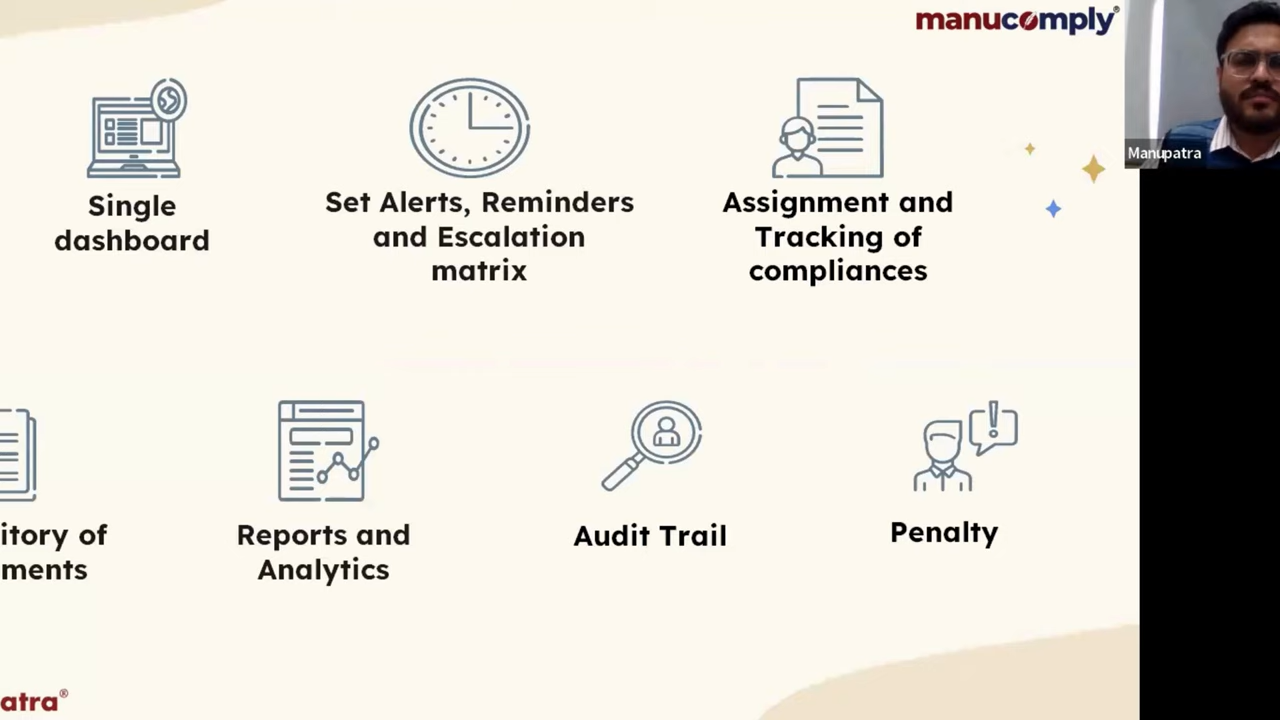 manucomply®
Manupatra
Single
dashboard
Set Alerts, Reminders
and Escalation
matrix
Assignment and
Tracking of
compliances
itory of
ments
Reports and
Analytics
Audit Trail
Penalty
atra®